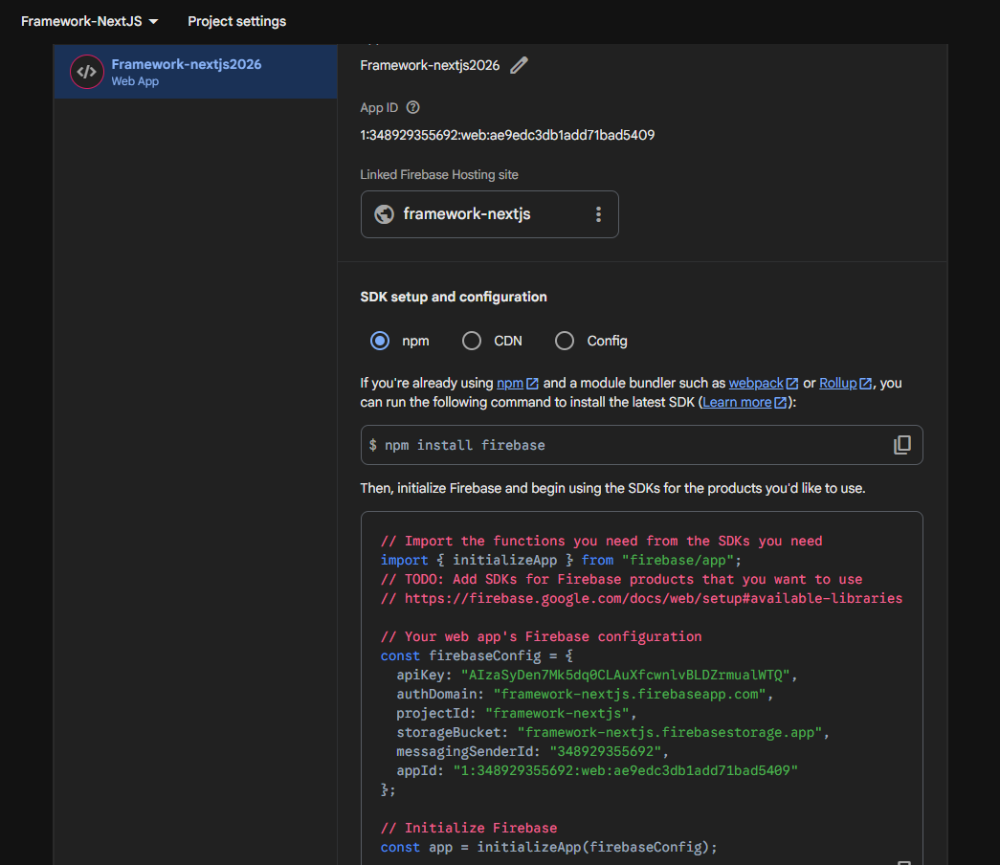 Framework-NextJS Project settings
Framework-nextjs2026
Web App
Framework-nextjs2026
App ID
1:348929355692:web:ae9edc3db1add71bad5409
Linked Firebase Hosting site
framework-nextjs
SDK setup and configuration
npm CDN Config
If you're already using npm and a module bundler such as webpack or Rollup, you
can run the following command to install the latest SDK (Learn more):
$ npm install firebase
Then, initialize Firebase and begin using the SDKs for the products you'd like to use.
// Import the functions you need from the SDKs you need
import { initializeApp } from "firebase/app";
// TODO: Add SDKs for Firebase products that you want to use
// https://firebase.google.com/docs/web/setup#available-libraries
// Your web app's Firebase configuration
const firebaseConfig = {
  apiKey: "AIzaSyDen7Mk5dq0CLAuXfcwnlvBLDZrmualWTQ",
  authDomain: "framework-nextjs.firebaseapp.com",
  projectId: "framework-nextjs",
  storageBucket: "framework-nextjs.firebasestorage.app",
  messagingSenderId: "348929355692",
  appId: "1:348929355692:web:ae9edc3db1add71bad5409"
};
// Initialize Firebase
const app = initializeApp(firebaseConfig);